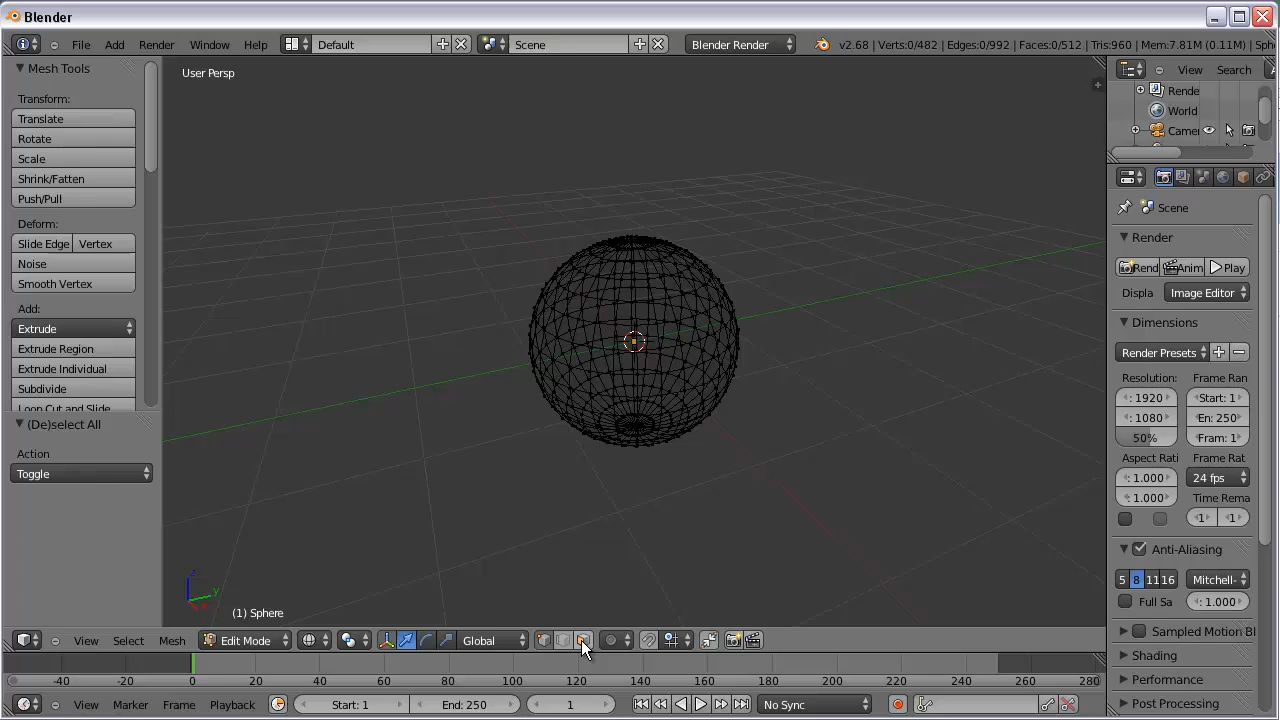 Blender
File Add Render Window Help Default Scene Blender Render v2.68 | Verts:0/482 | Edges:0/992 | Faces:0/512 | Tris:960 | Mem:7.81M (0.11M) | Sph
Mesh Tools
Transform:
Translate
Rotate
Scale
Shrink/Fatten
Push/Pull
Deform:
Slide Edge Vertex
Noise
Smooth Vertex
Add:
Extrude
Extrude Region
Extrude Individual
Subdivide
Loop Cut and Slide
(De)select All
Action
Toggle
User Persp
z
y
x
(1) Sphere
View Search
Rende
World
Camer
Scene
Render
Rend Anim Play
Displa Image Editor
Dimensions
Render Presets
Resolution: Frame Ran
: 1920 Start: 1
: 1080 En: 250
50% Fram: 1
Aspect Rati Frame Rat
: 1.000 24 fps
: 1.000 Time Rema
1 1
Anti-Aliasing
5 8 11 16 Mitchell-
Full Sa : 1.000
Sampled Motion Bl
Shading
Performance
Post Processing
View Select Mesh Edit Mode Global
-40 -20 0 20 40 60 80 100 120 140 160 180 200 220 240 260 280
View Marker Frame Playback Start: 1 End: 250 1 No Sync